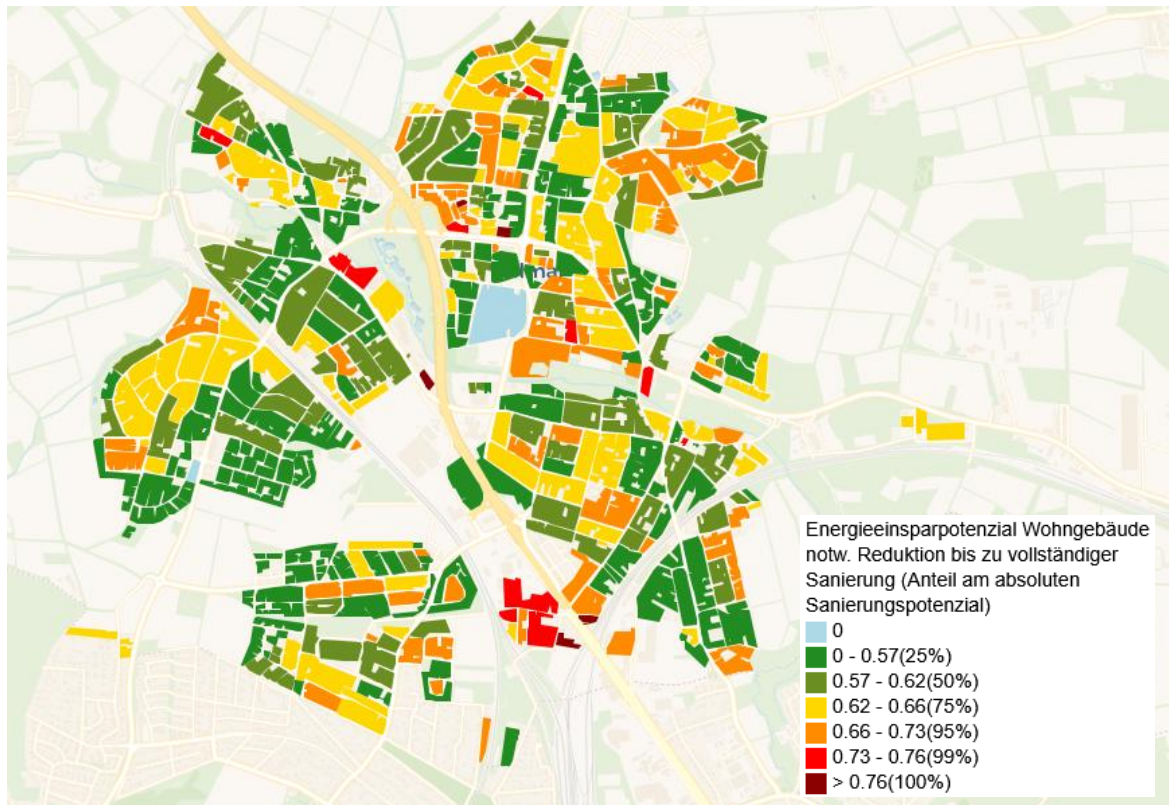 Energieeinsparpotenzial Wohngebäude
notw. Reduktion bis zu vollständiger
Sanierung (Anteil am absoluten
Sanierungspotenzial)
0
0 - 0.57(25%)
0.57 - 0.62(50%)
0.62 - 0.66(75%)
0.66 - 0.73(95%)
0.73 - 0.76(99%)
> 0.76(100%)